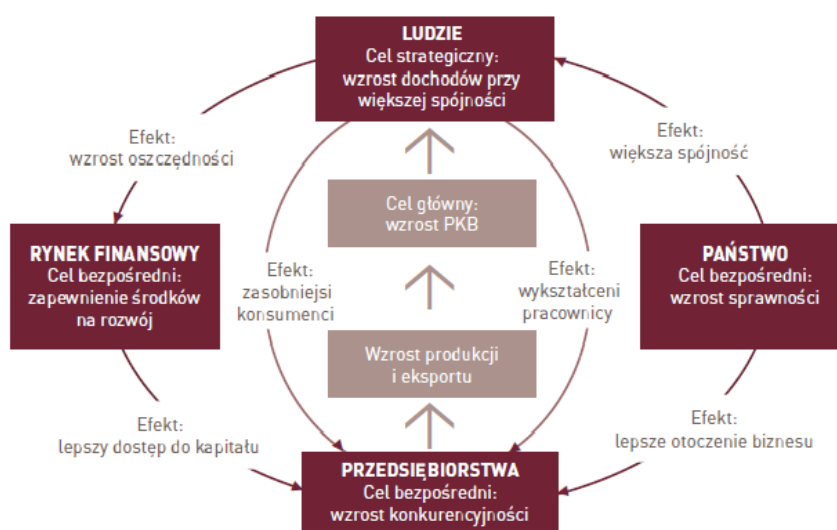 LUDZIE
Cel strategiczny:
wzrost dochodów przy
większej spójności
Efekt:
wzrost oszczędności
Efekt:
większa spójność
Cel główny:
wzrost PKB
RYNEK FINANSOWY
Cel bezpośredni:
zapewnienie środków
na rozwój
Efekt:
zasobniejsi
konsumenci
Efekt:
wykształceni
pracownicy
PAŃSTWO
Cel bezpośredni:
wzrost sprawności
Wzrost produkcji
i eksportu
Efekt:
lepszy dostęp do kapitału
Efekt:
lepsze otoczenie biznesu
PRZEDSIĘBIORSTWA
Cel bezpośredni:
wzrost konkurencyjności